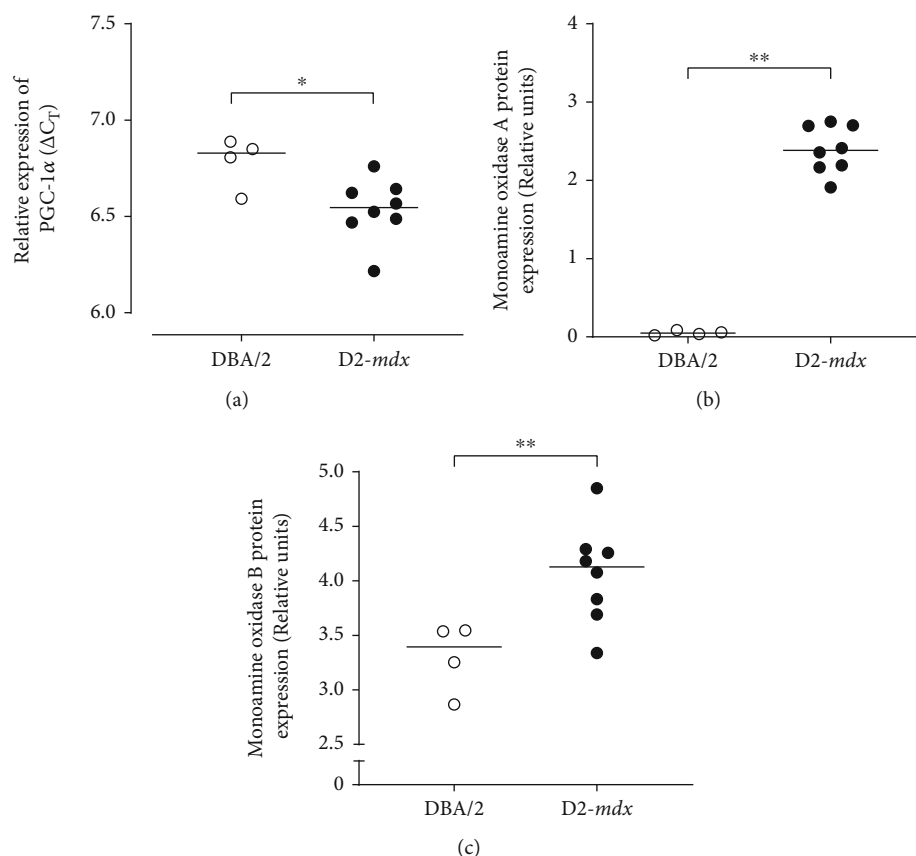 Relative expression of
PGC-1α (ΔC_T)
7.5
7.0
6.5
6.0
*
DBA/2
D2-mdx
(a)
Monoamine oxidase A protein
expression (Relative units)
4
3
2
1
0
**
DBA/2
D2-mdx
(b)
Monoamine oxidase B protein
expression (Relative units)
5.0
4.5
4.0
3.5
3.0
2.5
0
**
DBA/2
D2-mdx
(c)